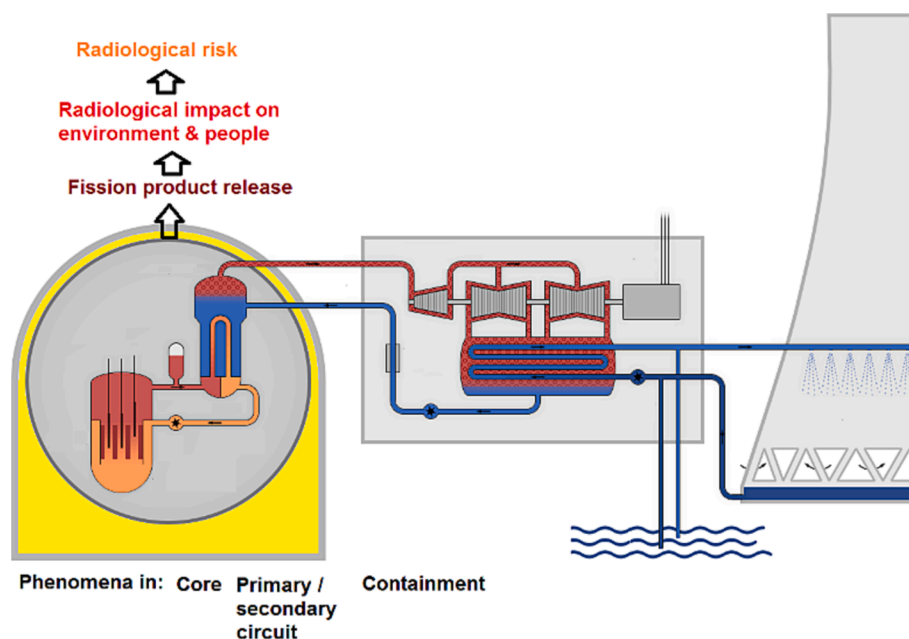 Radiological risk
Radiological impact on
environment & people
Fission product release
Phenomena in: Core Primary / Containment
secondary
circuit